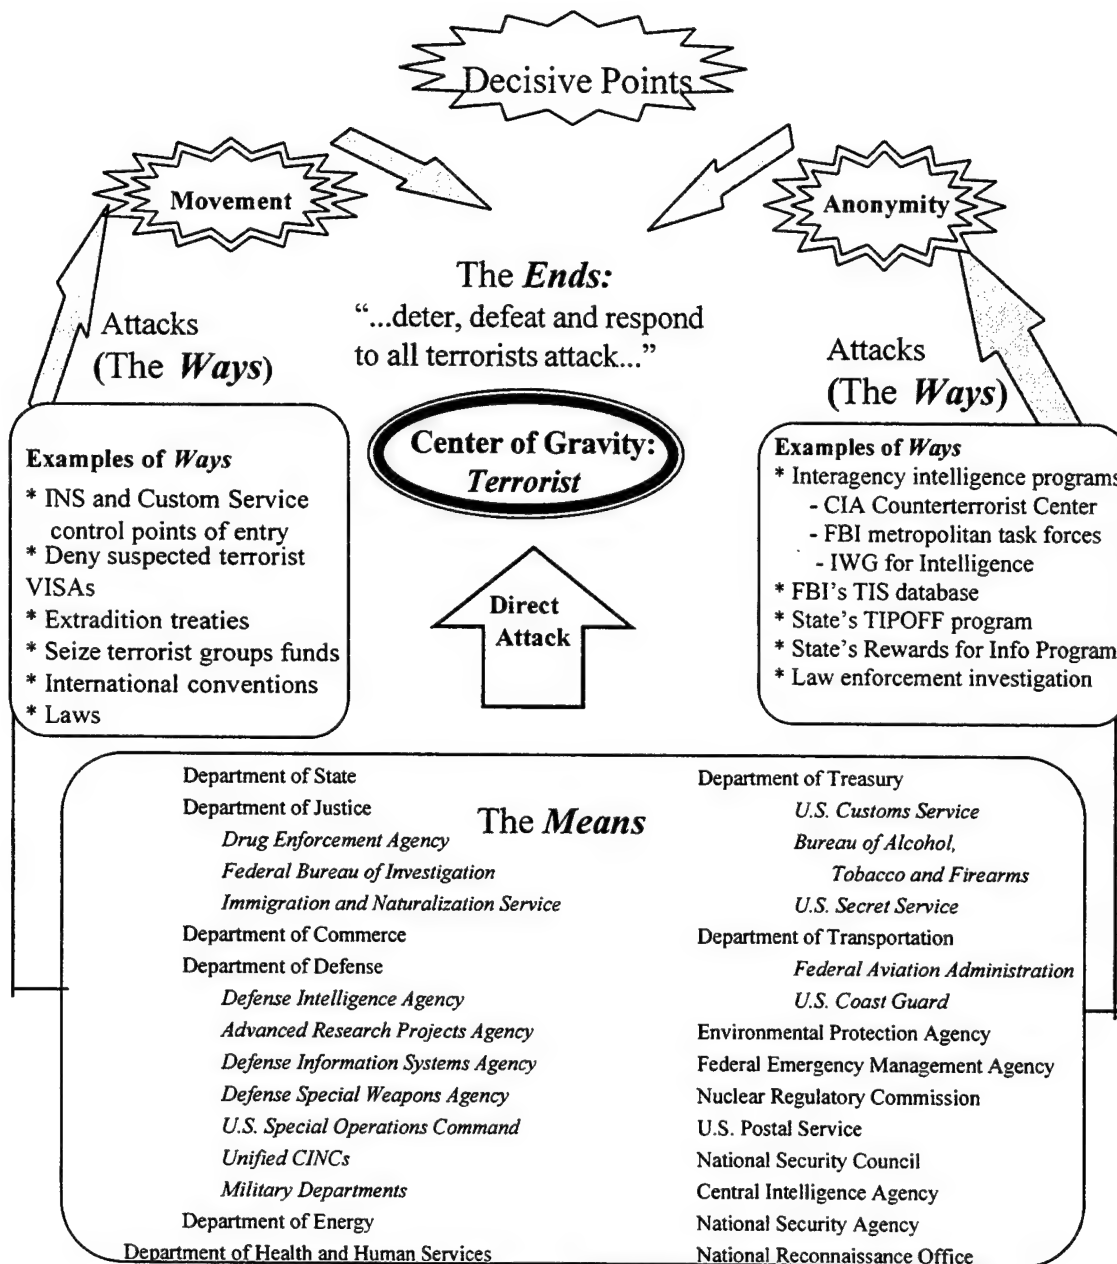 Decisive Points
Movement
Anonymity
The Ends:
“...deter, defeat and respond
to all terrorists attack...”
Attacks
(The Ways)
Attacks
(The Ways)
Examples of Ways
* INS and Custom Service
control points of entry
* Deny suspected terrorist
VISAs
* Extradition treaties
* Seize terrorist groups funds
* International conventions
* Laws
Center of Gravity:
Terrorist
Direct
Attack
Examples of Ways
* Interagency intelligence programs
- CIA Counterterrorist Center
- FBI metropolitan task forces
- IWG for Intelligence
* FBI’s TIS database
* State’s TIPOFF program
* State’s Rewards for Info Program
* Law enforcement investigation
The Means
Department of State
Department of Justice
Drug Enforcement Agency
Federal Bureau of Investigation
Immigration and Naturalization Service
Department of Commerce
Department of Defense
Defense Intelligence Agency
Advanced Research Projects Agency
Defense Information Systems Agency
Defense Special Weapons Agency
U.S. Special Operations Command
Unified CINCs
Military Departments
Department of Energy
Department of Health and Human Services
Department of Treasury
U.S. Customs Service
Bureau of Alcohol,
Tobacco and Firearms
U.S. Secret Service
Department of Transportation
Federal Aviation Administration
U.S. Coast Guard
Environmental Protection Agency
Federal Emergency Management Agency
Nuclear Regulatory Commission
U.S. Postal Service
National Security Council
Central Intelligence Agency
National Security Agency
National Reconnaissance Office